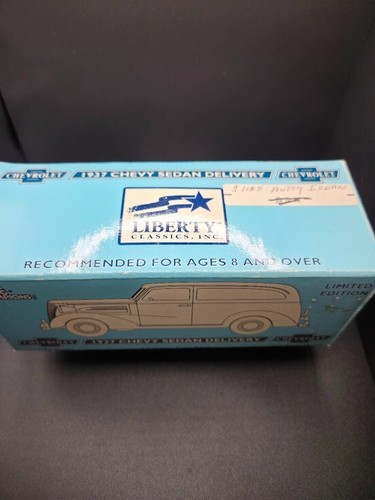 CHEVROLET 1937 CHEVY SEDAN DELIVERY CHEVROLET
LIBERTY
CLASSICS, INC.
RECOMMENDED FOR AGES 8 AND OVER
LIMITED
EDITION
CHEVROLET 1937 CHEVY SEDAN DELIVERY CHEVROLET